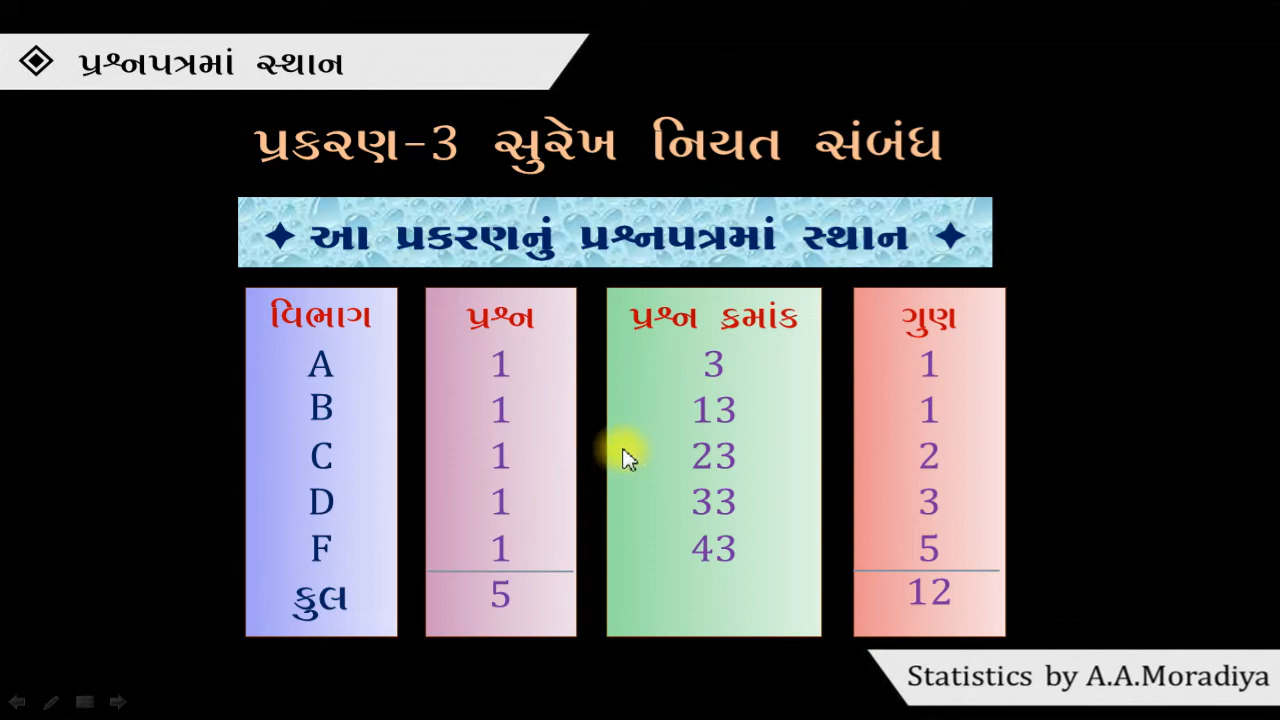 પ્રશ્નપત્રમાં સ્થાન
પ્રકરણ-3 સુરેખ નિયત સંબંધ
✦ આ પ્રકરણનું પ્રશ્નપત્રમાં સ્થાન ✦
વિભાગ પ્રશ્ન પ્રશ્ન ક્રમાંક ગુણ
A 1 3 1
B 1 13 1
C 1 23 2
D 1 33 3
F 1 43 5
કુલ 5 12
Statistics by A.A.Moradiya